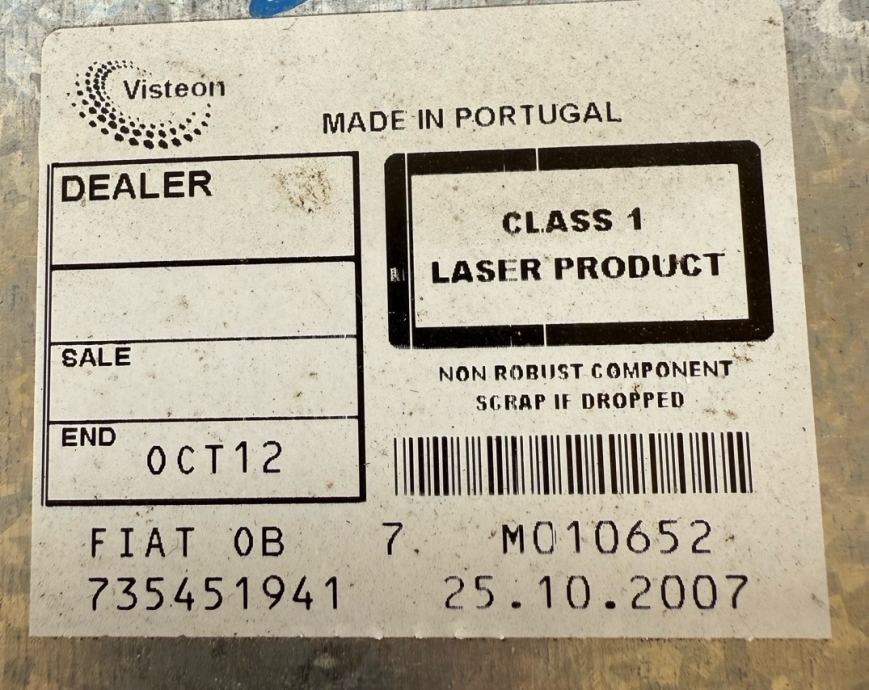 Visteon
MADE IN PORTUGAL
DEALER
CLASS 1
LASER PRODUCT
SALE
NON ROBUST COMPONENT
SCRAP IF DROPPED
END OCT12
FIAT 0B 7 M010652
735451941 25.10.2007